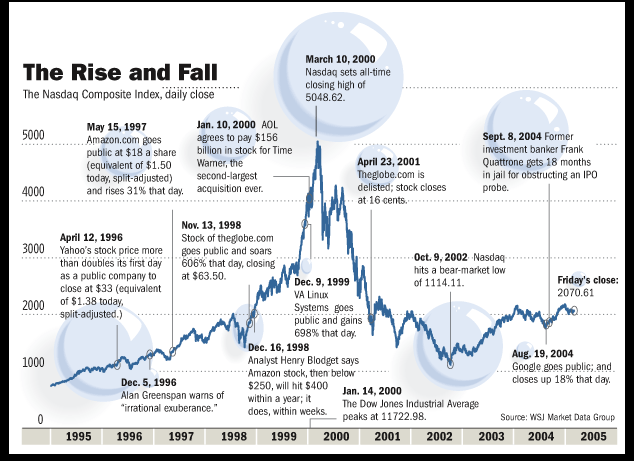 The Rise and Fall
The Nasdaq Composite Index, daily close
March 10, 2000
Nasdaq sets all-time
closing high of
5048.62.
May 15, 1997
Amazon.com goes
public at $18 a share
(equivalent of $1.50
today, split-adjusted)
and rises 31% that day.
Jan. 10, 2000 AOL
agrees to pay $156
billion in stock for Time
Warner, the
second-largest
acquisition ever.
April 23, 2001
Theglobe.com is
delisted; stock closes
at 16 cents.
Sept. 8, 2004 Former
investment banker Frank
Quattrone gets 18 months
in jail for obstructing an IPO
probe.
April 12, 1996
Yahoo's stock price more
than doubles its first day
as a public company to
close at $33 (equivalent
of $1.38 today,
split-adjusted.)
Nov. 13, 1998
Stock of theglobe.com
goes public and soars
606% that day, closing
at $63.50.
Dec. 9, 1999
VA Linux
Systems goes
public and gains
698% that day.
Oct. 9, 2002 Nasdaq
hits a bear-market low
of 1114.11.
Friday's close:
2070.61
Dec. 5, 1996
Alan Greenspan warns of
"irrational exuberance."
Dec. 16, 1998
Analyst Henry Blodget says
Amazon stock, then below
$250, will hit $400
within a year; it
does, within weeks.
Jan. 14, 2000
The Dow Jones Industrial Average
peaks at 11722.98.
Aug. 19, 2004
Google goes public; and
closes up 18% that day.
Source: WSJ Market Data Group
5000
4000
3000
2000
1000
0
1995 1996 1997 1998 1999 2000 2001 2002 2003 2004 2005